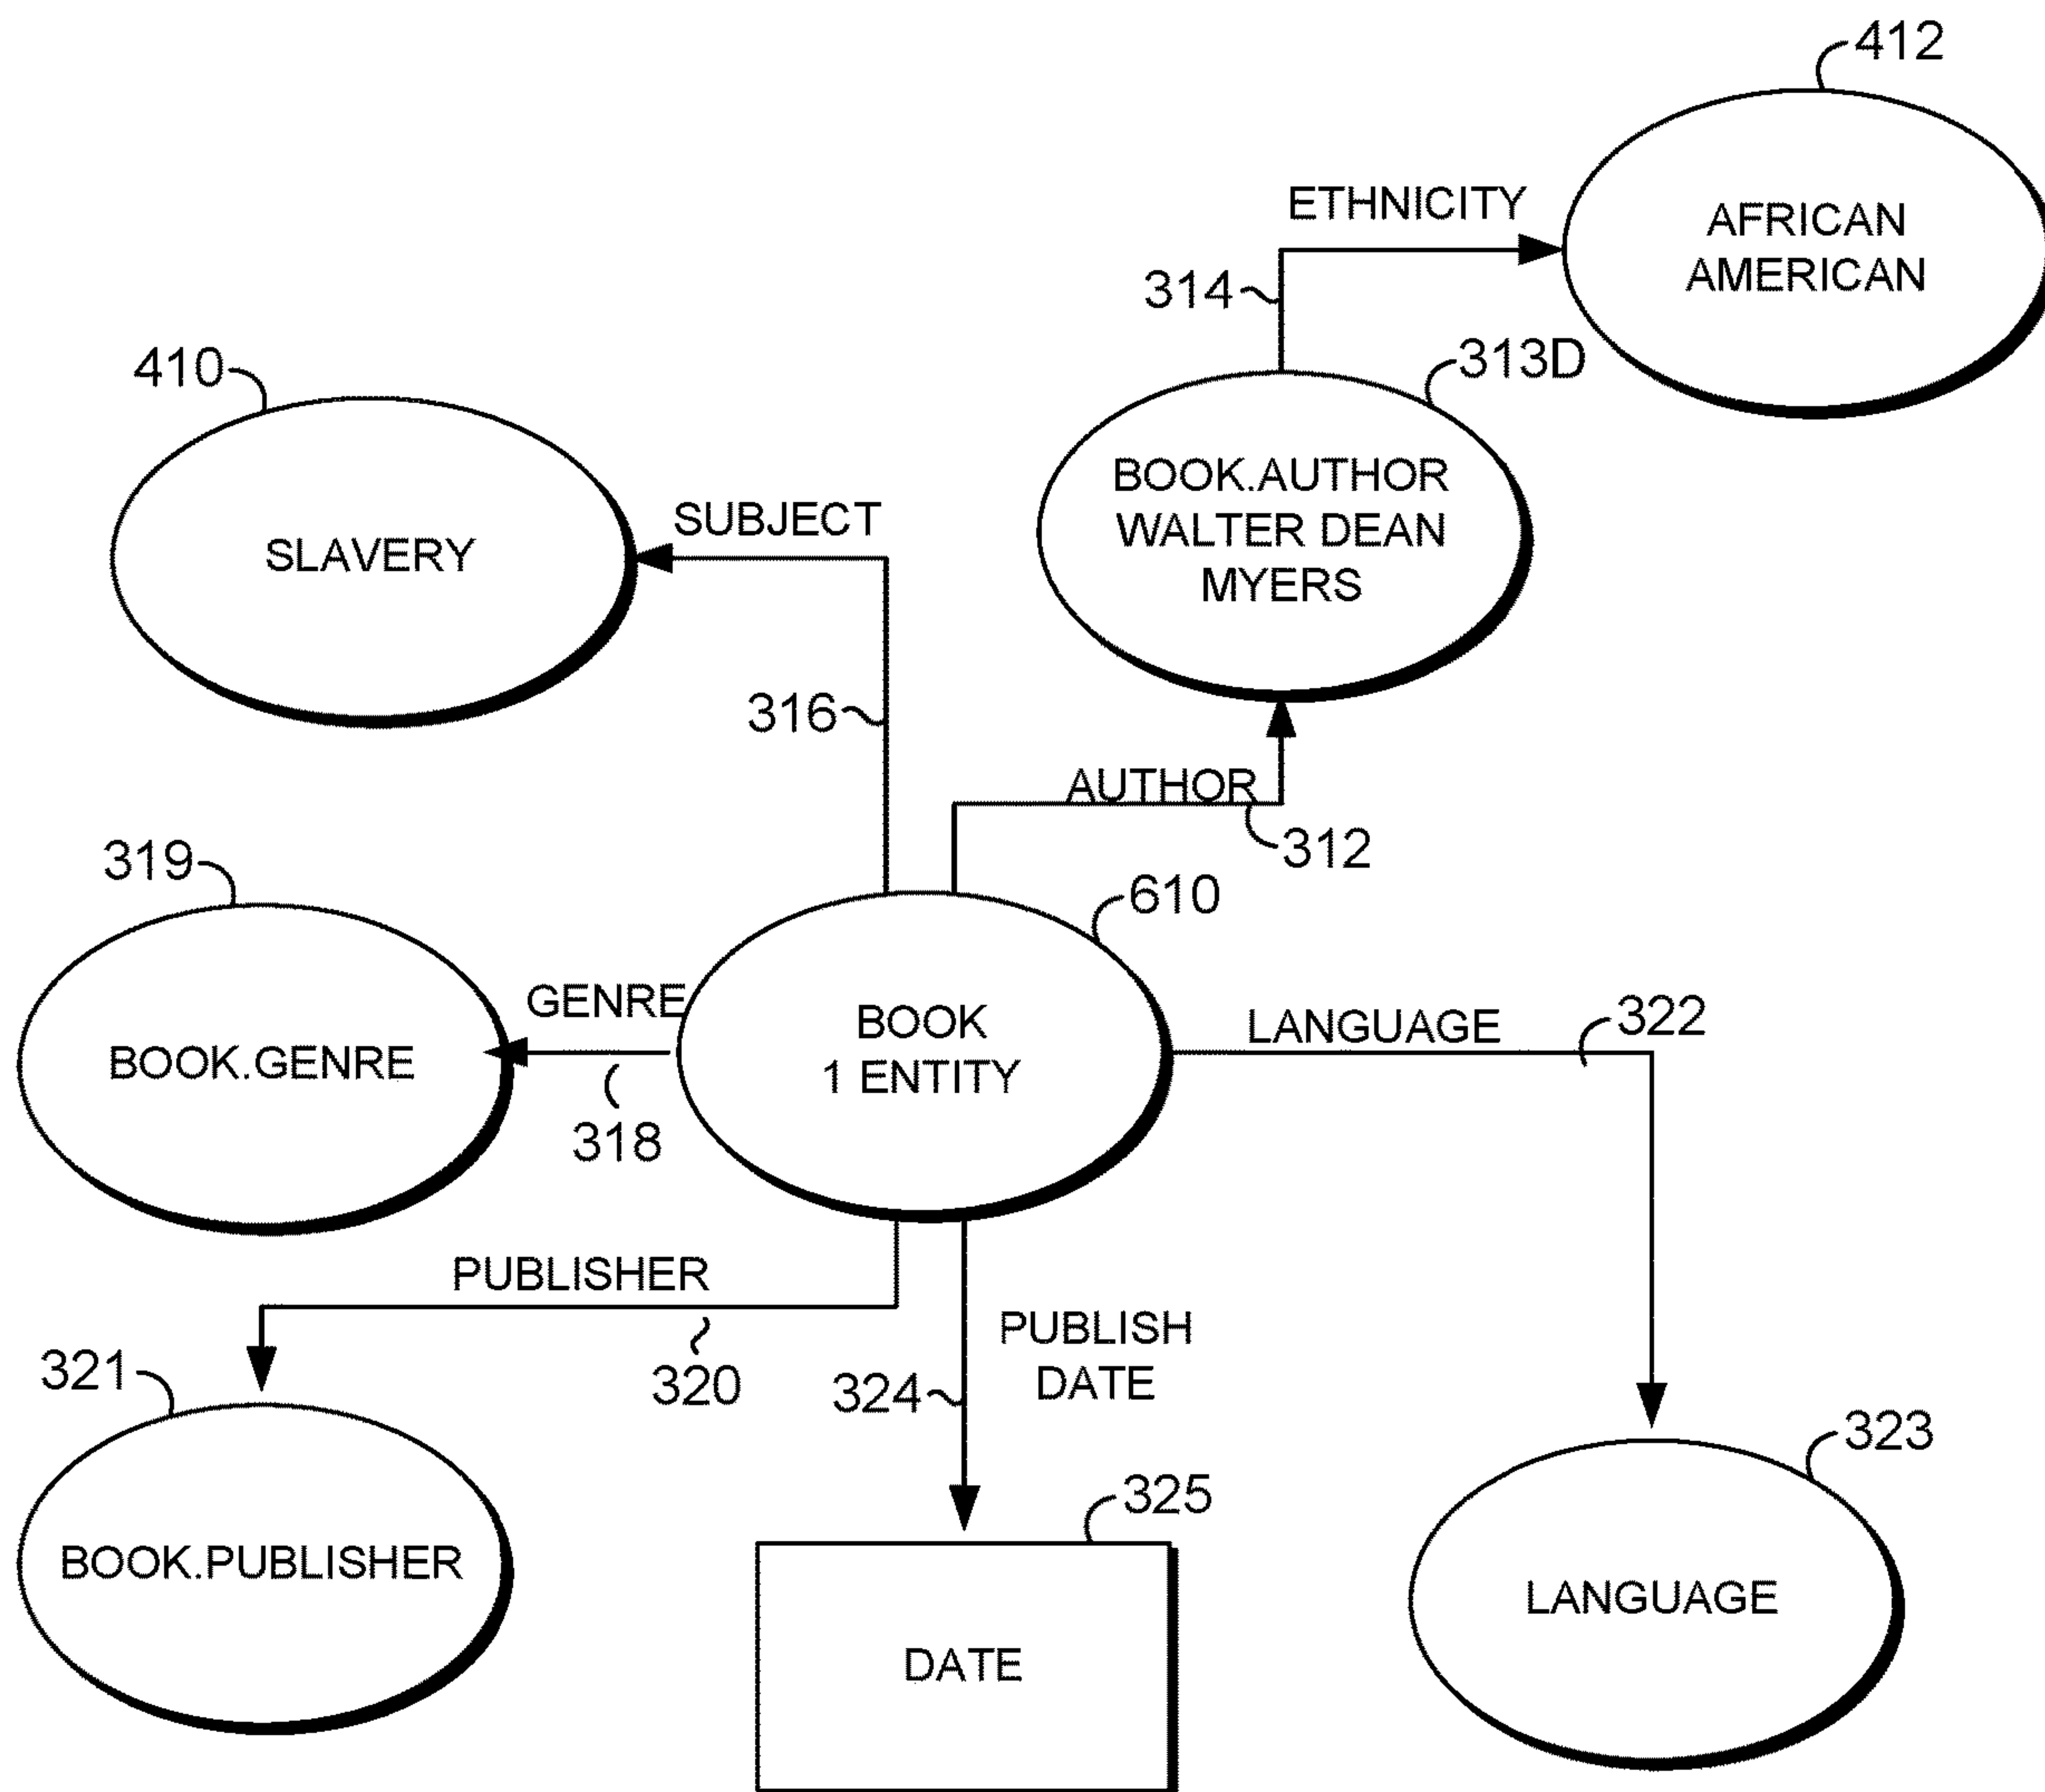 412
ETHNICITY
AFRICAN
AMERICAN
314
313D
410
BOOK.AUTHOR
WALTER DEAN
MYERS
SUBJECT
SLAVERY
316
AUTHOR
312
319
610
GENRE
BOOK
1 ENTITY
LANGUAGE
322
BOOK.GENRE
318
PUBLISHER
PUBLISH
DATE
321
320
324
323
325
BOOK.PUBLISHER
LANGUAGE
DATE